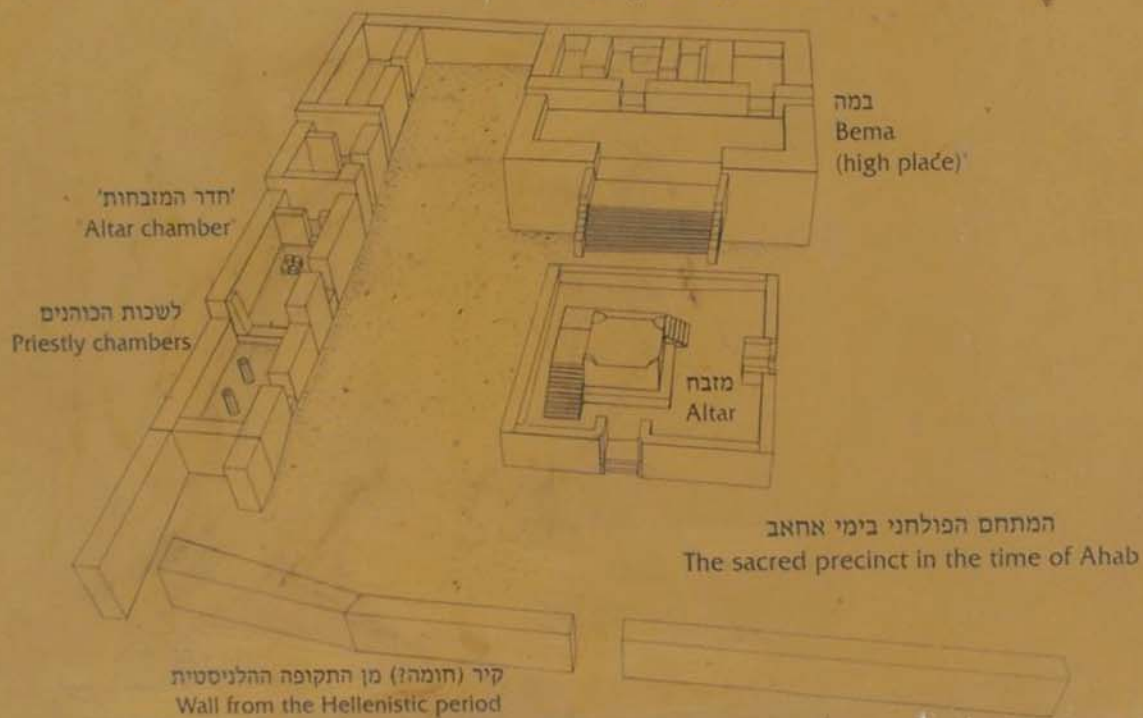 במה
Bema
(high place)'
'חדר המזבחות'
'Altar chamber'
לשכות הכוהנים
Priestly chambers
מזבח
Altar
המתחם הפולחני בימי אחאב
The sacred precinct in the time of Ahab
קיר (חומה?) מן התקופה ההלניסטית
Wall from the Hellenistic period